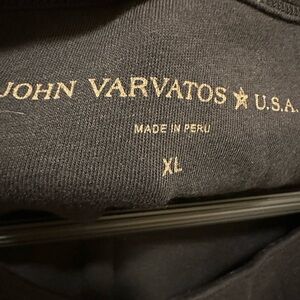 JOHN VARVATOS ★ U.S.A.
MADE IN PERU
XL